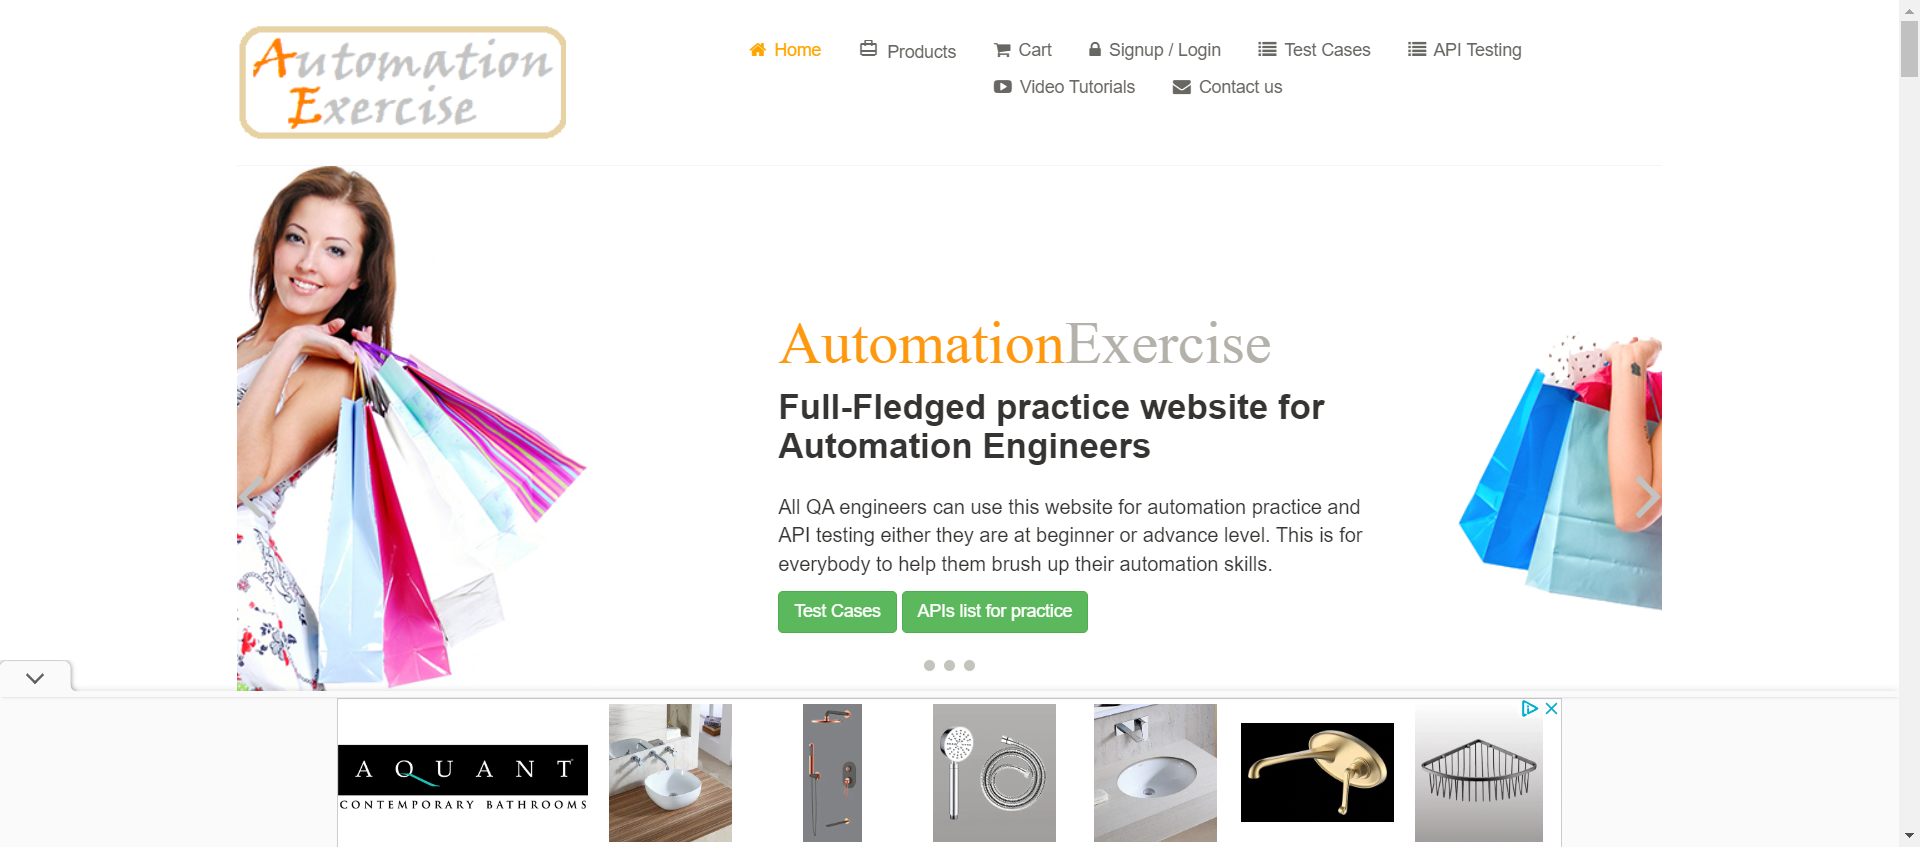 Automation
Exercise
Home
Products
Cart
Signup / Login
Test Cases
API Testing
Video Tutorials
Contact us
AutomationExercise
Full-Fledged practice website for
Automation Engineers
All QA engineers can use this website for automation practice and
API testing either they are at beginner or advance level. This is for
everybody to help them brush up their automation skills.
Test Cases
APIs list for practice
AQUANT
CONTEMPORARY BATHROOMS